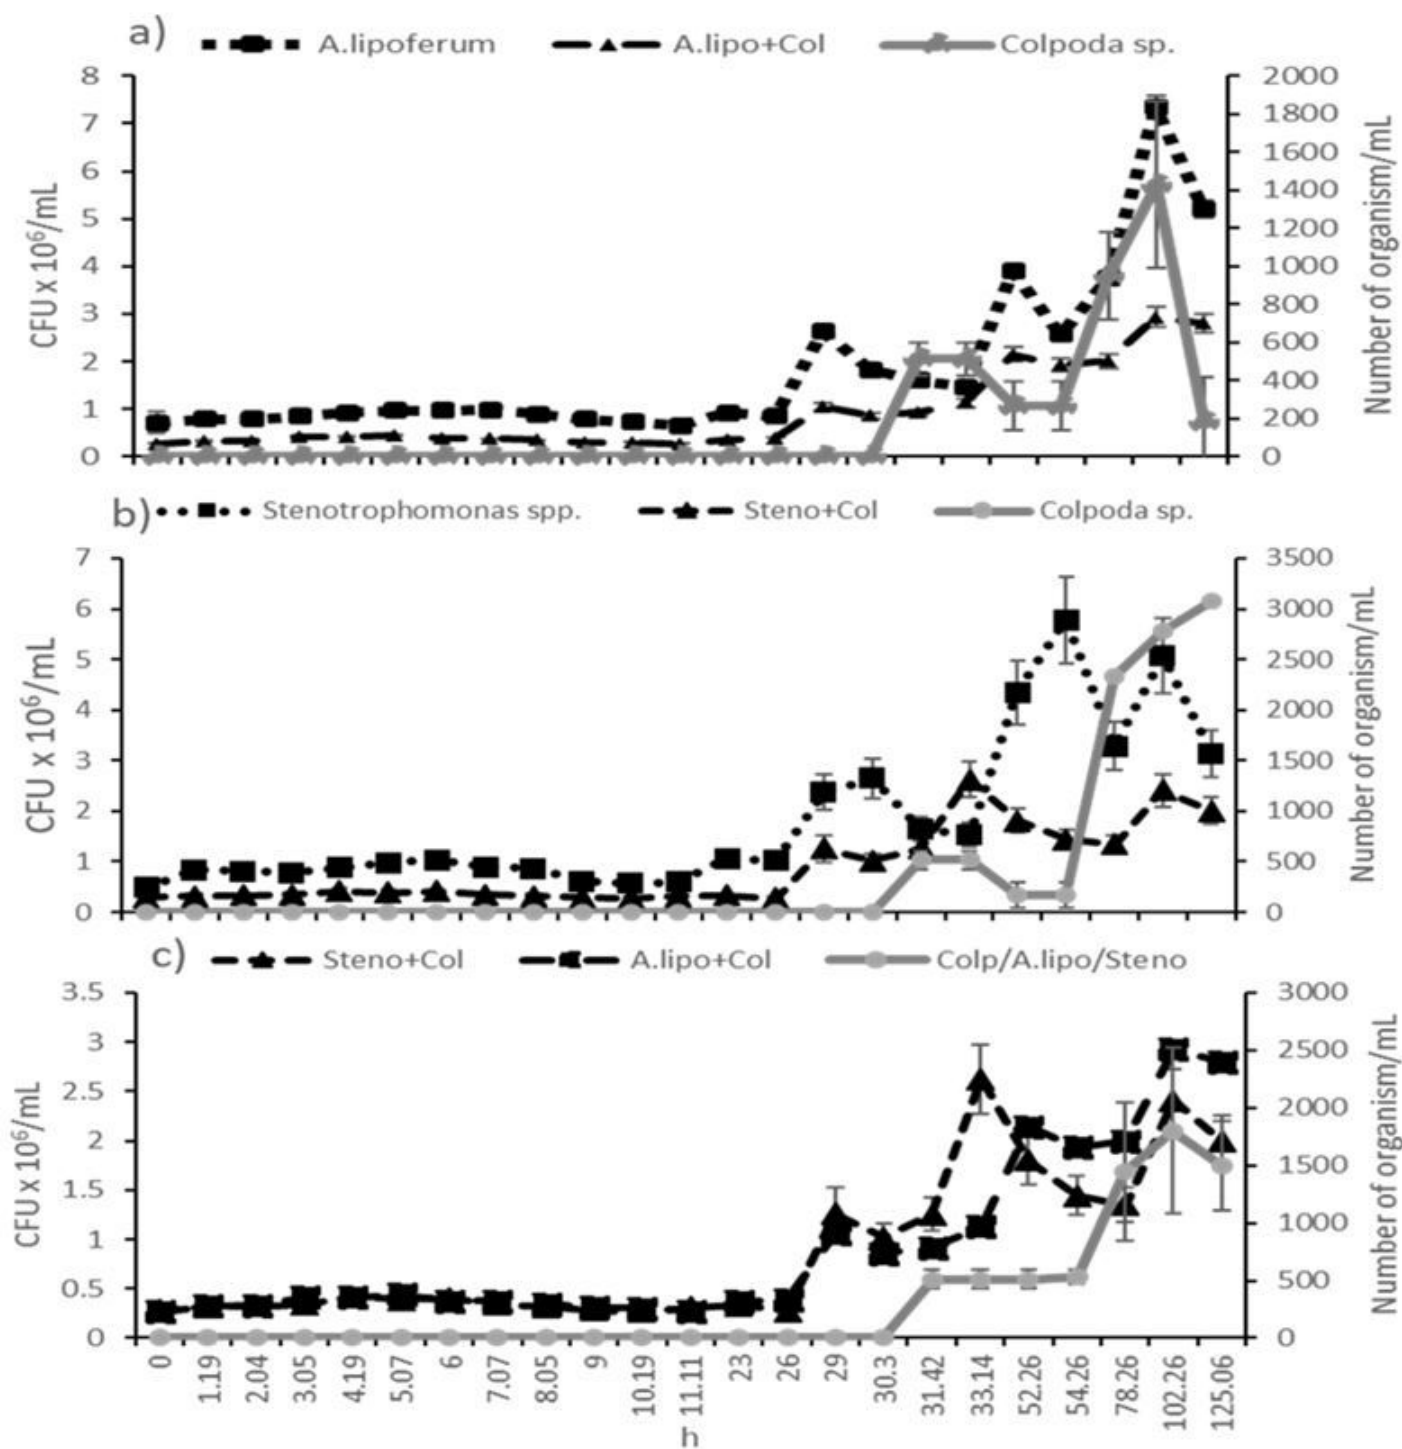 a) A.lipoferum A.lipo+Col Colpoda sp.
8 2000
7 1800
1600
6 1400
5 1200
4 1000
3 800
600
2 400
1 200
0 0
CFU x 10⁶/mL
Number of organism/mL
b) Stenotrophomonas spp. Steno+Col Colpoda sp.
7 3500
6 3000
5 2500
4 2000
3 1500
2 1000
1 500
0 0
CFU x 10⁶/mL
Number of organism/mL
c) Steno+Col A.lipo+Col Colp/A.lipo/Steno
3.5 3000
3 2500
2.5 2000
2 1500
1.5 1000
1 500
0.5
0 0
CFU x 10⁶/mL
Number of organism/mL
0 1.19 2.04 3.05 4.19 5.07 6 7.07 8.05 9 10.19 11.11 23 26 29 30.3 31.42 33.14 52.26 54.26 78.26 102.26 125.06
h